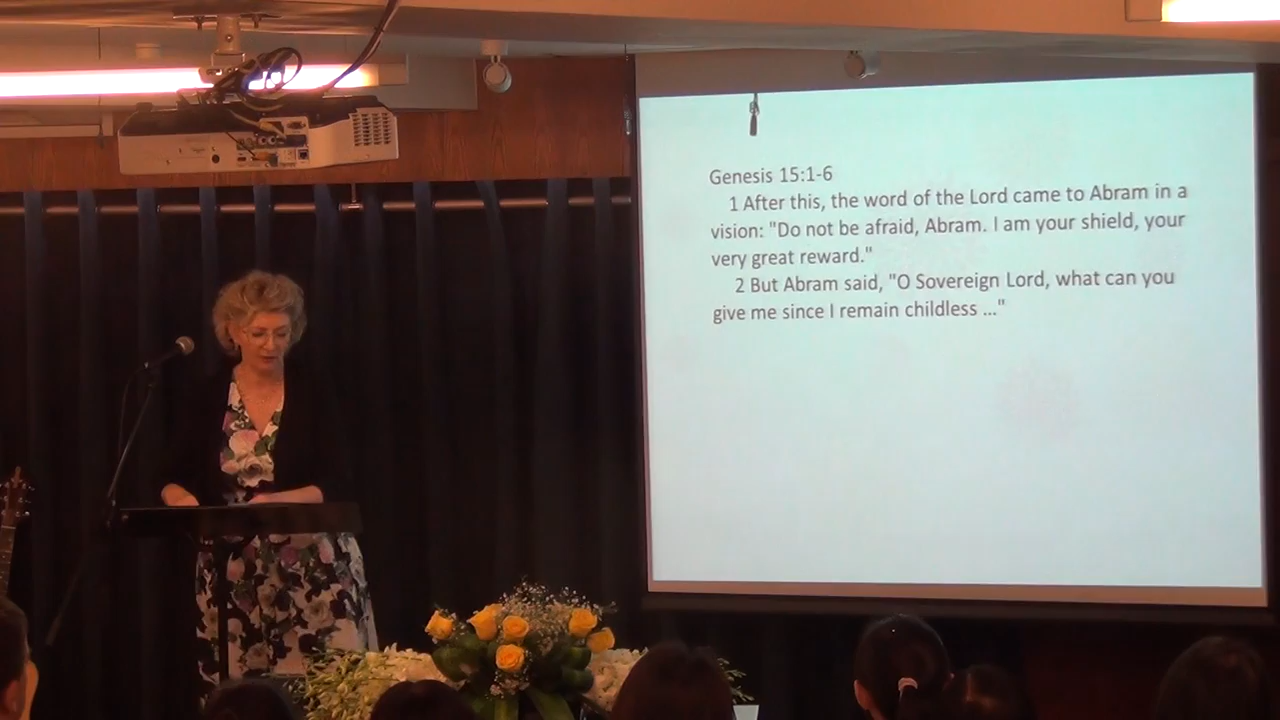 Genesis 15:1-6
1 After this, the word of the Lord came to Abram in a
vision: "Do not be afraid, Abram. I am your shield, your
very great reward."
2 But Abram said, "O Sovereign Lord, what can you
give me since I remain childless ..."